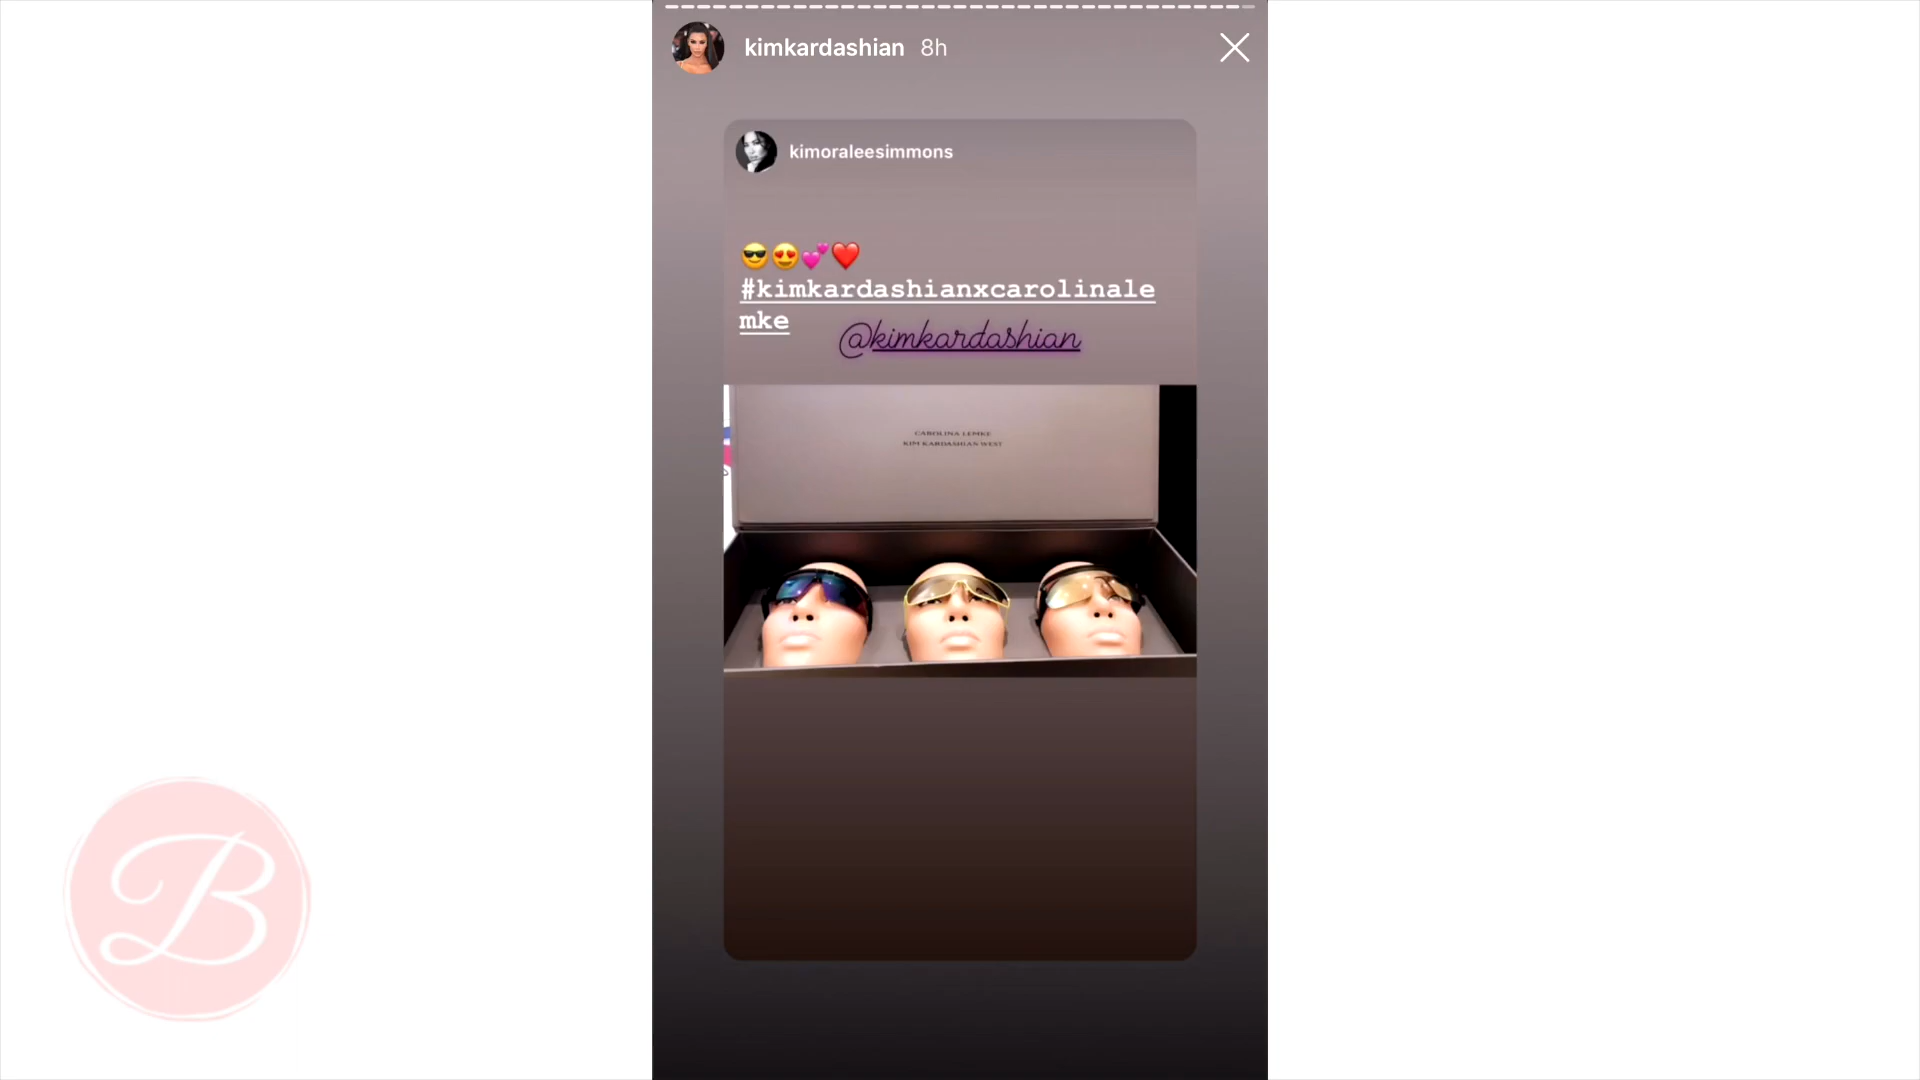 kimkardashian 8h
kimoraleesimmons
😎😍💕❤️
#kimkardashianxcarolinale
mke
@kimkardashian
CAROLINA LEMKE
KIM KARDASHIAN WEST
B